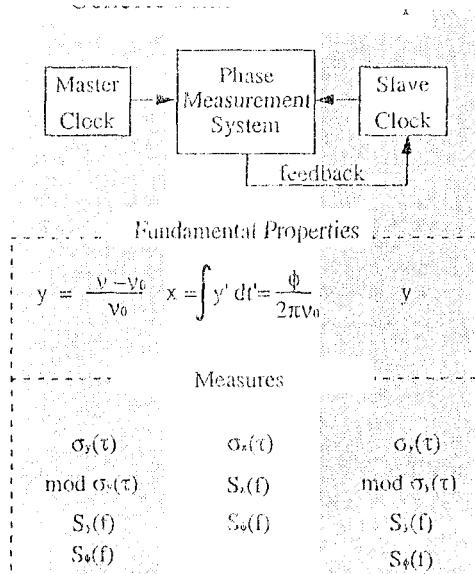 Master Clock
Phase Measurement System
Slave Clock
feedback
Fundamental Properties
y = (ν - ν₀)/ν₀  x = ∫ y' dt' = ϕ/2πν₀  y
Measures
σy(τ)  σx(τ)  σy(τ)
mod σy(τ)  Sx(f)  mod σy(τ)
Sy(f)  Sϕ(f)  Sy(f)
Sϕ(f)  Sϕ(f)